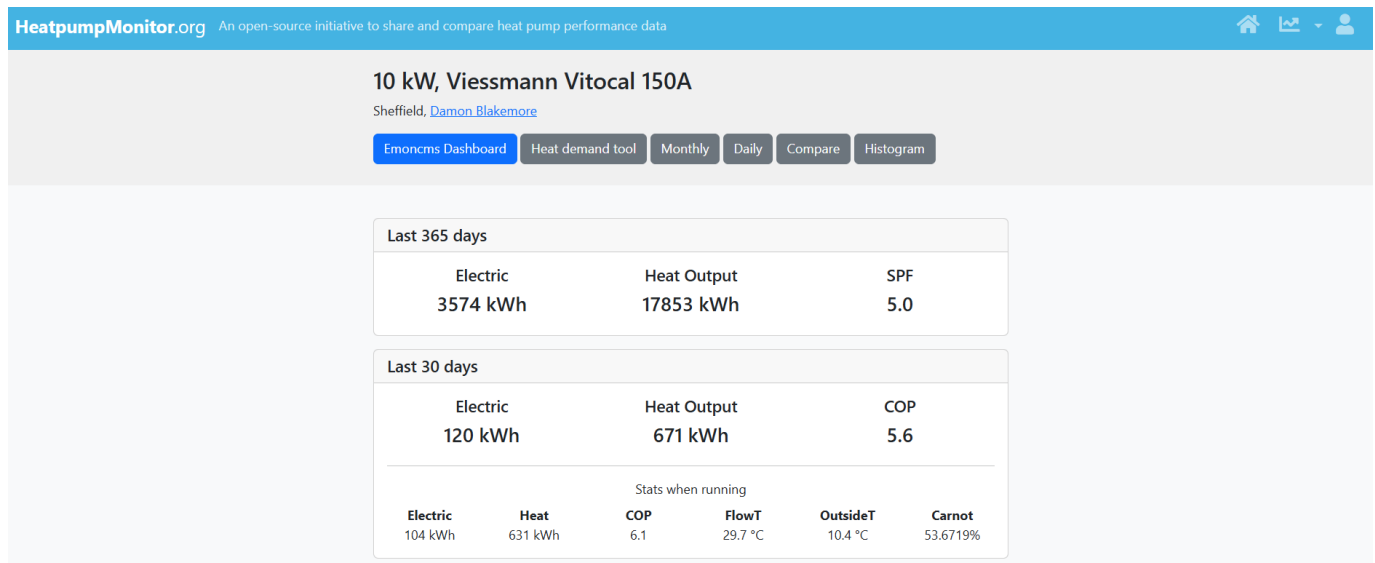 HeatpumpMonitor.org An open-source initiative to share and compare heat pump performance data
10 kW, Viessmann Vitocal 150A
Sheffield, Damon Blakemore
Emoncms Dashboard Heat demand tool Monthly Daily Compare Histogram
Last 365 days
Electric Heat Output SPF
3574 kWh 17853 kWh 5.0
Last 30 days
Electric Heat Output COP
120 kWh 671 kWh 5.6
Stats when running
Electric Heat COP FlowT OutsideT Carnot
104 kWh 631 kWh 6.1 29.7 °C 10.4 °C 53.6719%